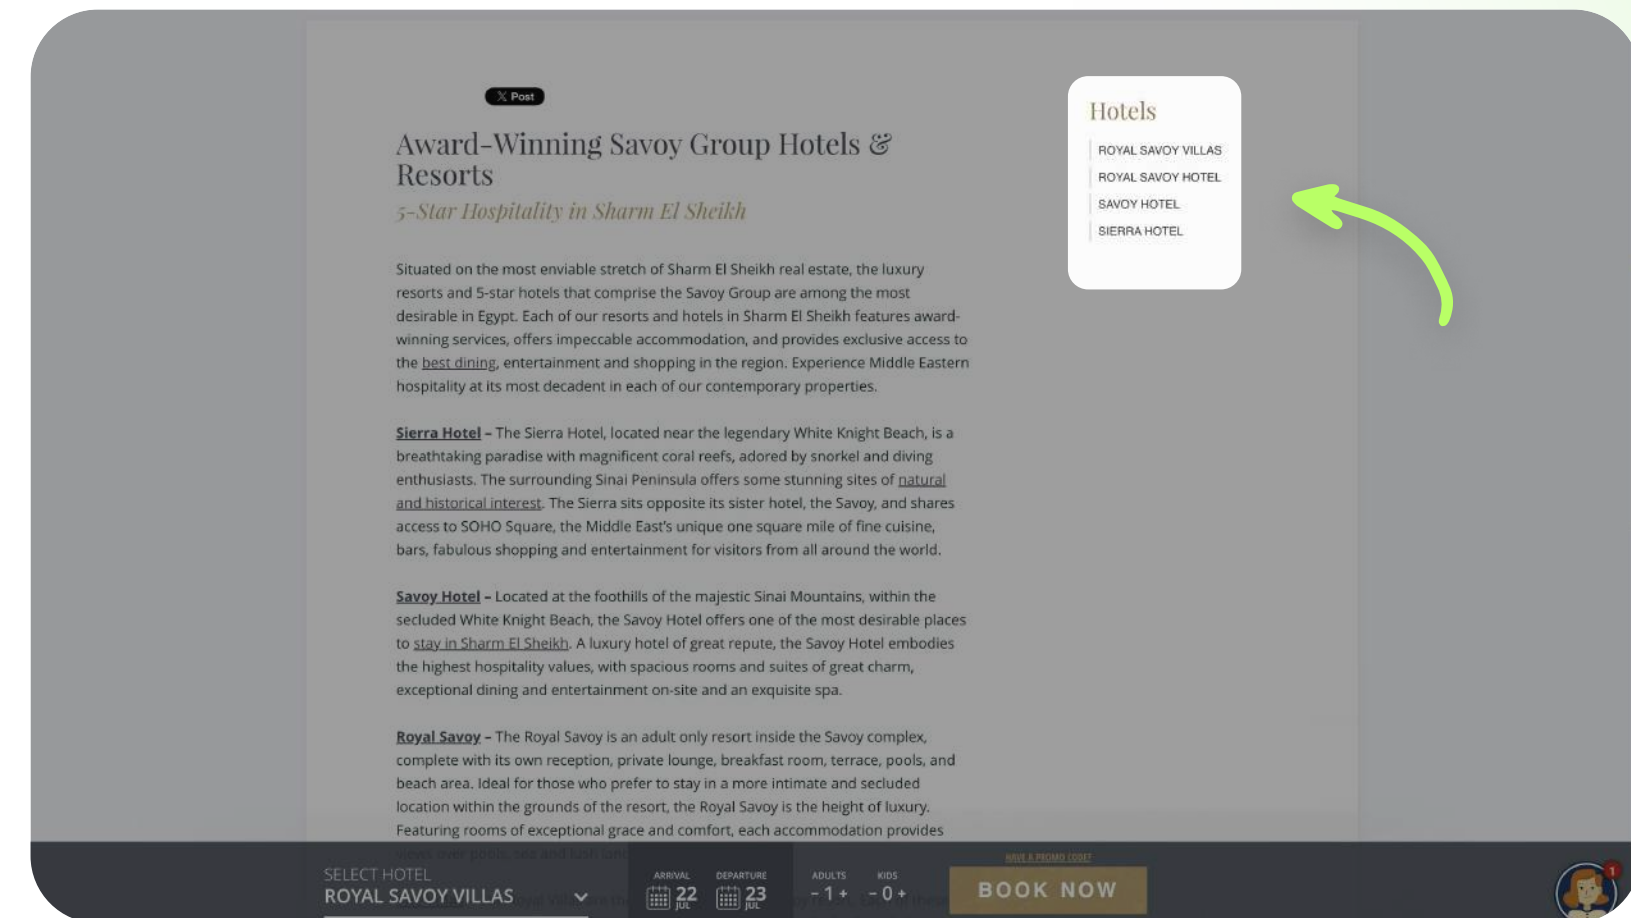 Post
Award-Winning Savoy Group Hotels &
Resorts
5-Star Hospitality in Sharm El Sheikh
Situated on the most enviable stretch of Sharm El Sheikh real estate, the luxury
resorts and 5-star hotels that comprise the Savoy Group are among the most
desirable in Egypt. Each of our resorts and hotels in Sharm El Sheikh features award-
winning services, offers impeccable accommodation, and provides exclusive access to
the best dining, entertainment and shopping in the region. Experience Middle Eastern
hospitality at its most decadent in each of our contemporary properties.
Sierra Hotel – The Sierra Hotel, located near the legendary White Knight Beach, is a
breathtaking paradise with magnificent coral reefs, adored by snorkel and diving
enthusiasts. The surrounding Sinai Peninsula offers some stunning sites of natural
and historical interest. The Sierra sits opposite its sister hotel, the Savoy, and shares
access to SOHO Square, the Middle East's unique one square mile of fine cuisine,
bars, fabulous shopping and entertainment for visitors from all around the world.
Savoy Hotel – Located at the foothills of the majestic Sinai Mountains, within the
secluded White Knight Beach, the Savoy Hotel offers one of the most desirable places
to stay in Sharm El Sheikh. A luxury hotel of great repute, the Savoy Hotel embodies
the highest hospitality values, with spacious rooms and suites of great charm,
exceptional dining and entertainment on-site and an exquisite spa.
Royal Savoy – The Royal Savoy is an adult only resort inside the Savoy complex,
complete with its own reception, private lounge, breakfast room, terrace, pools, and
beach area. Ideal for those who prefer to stay in a more intimate and secluded
location within the grounds of the resort, the Royal Savoy is the height of luxury.
Featuring rooms of exceptional grace and comfort, each accommodation provides
views over pools, sea and lush
Hotels
ROYAL SAVOY VILLAS
ROYAL SAVOY HOTEL
SAVOY HOTEL
SIERRA HOTEL
SELECT HOTEL
ROYAL SAVOY VILLAS
ARRIVAL
22
JUL
DEPARTURE
23
JUL
ADULTS
- 1 +
KIDS
- 0 +
HAVE A PROMO CODE?
BOOK NOW
1